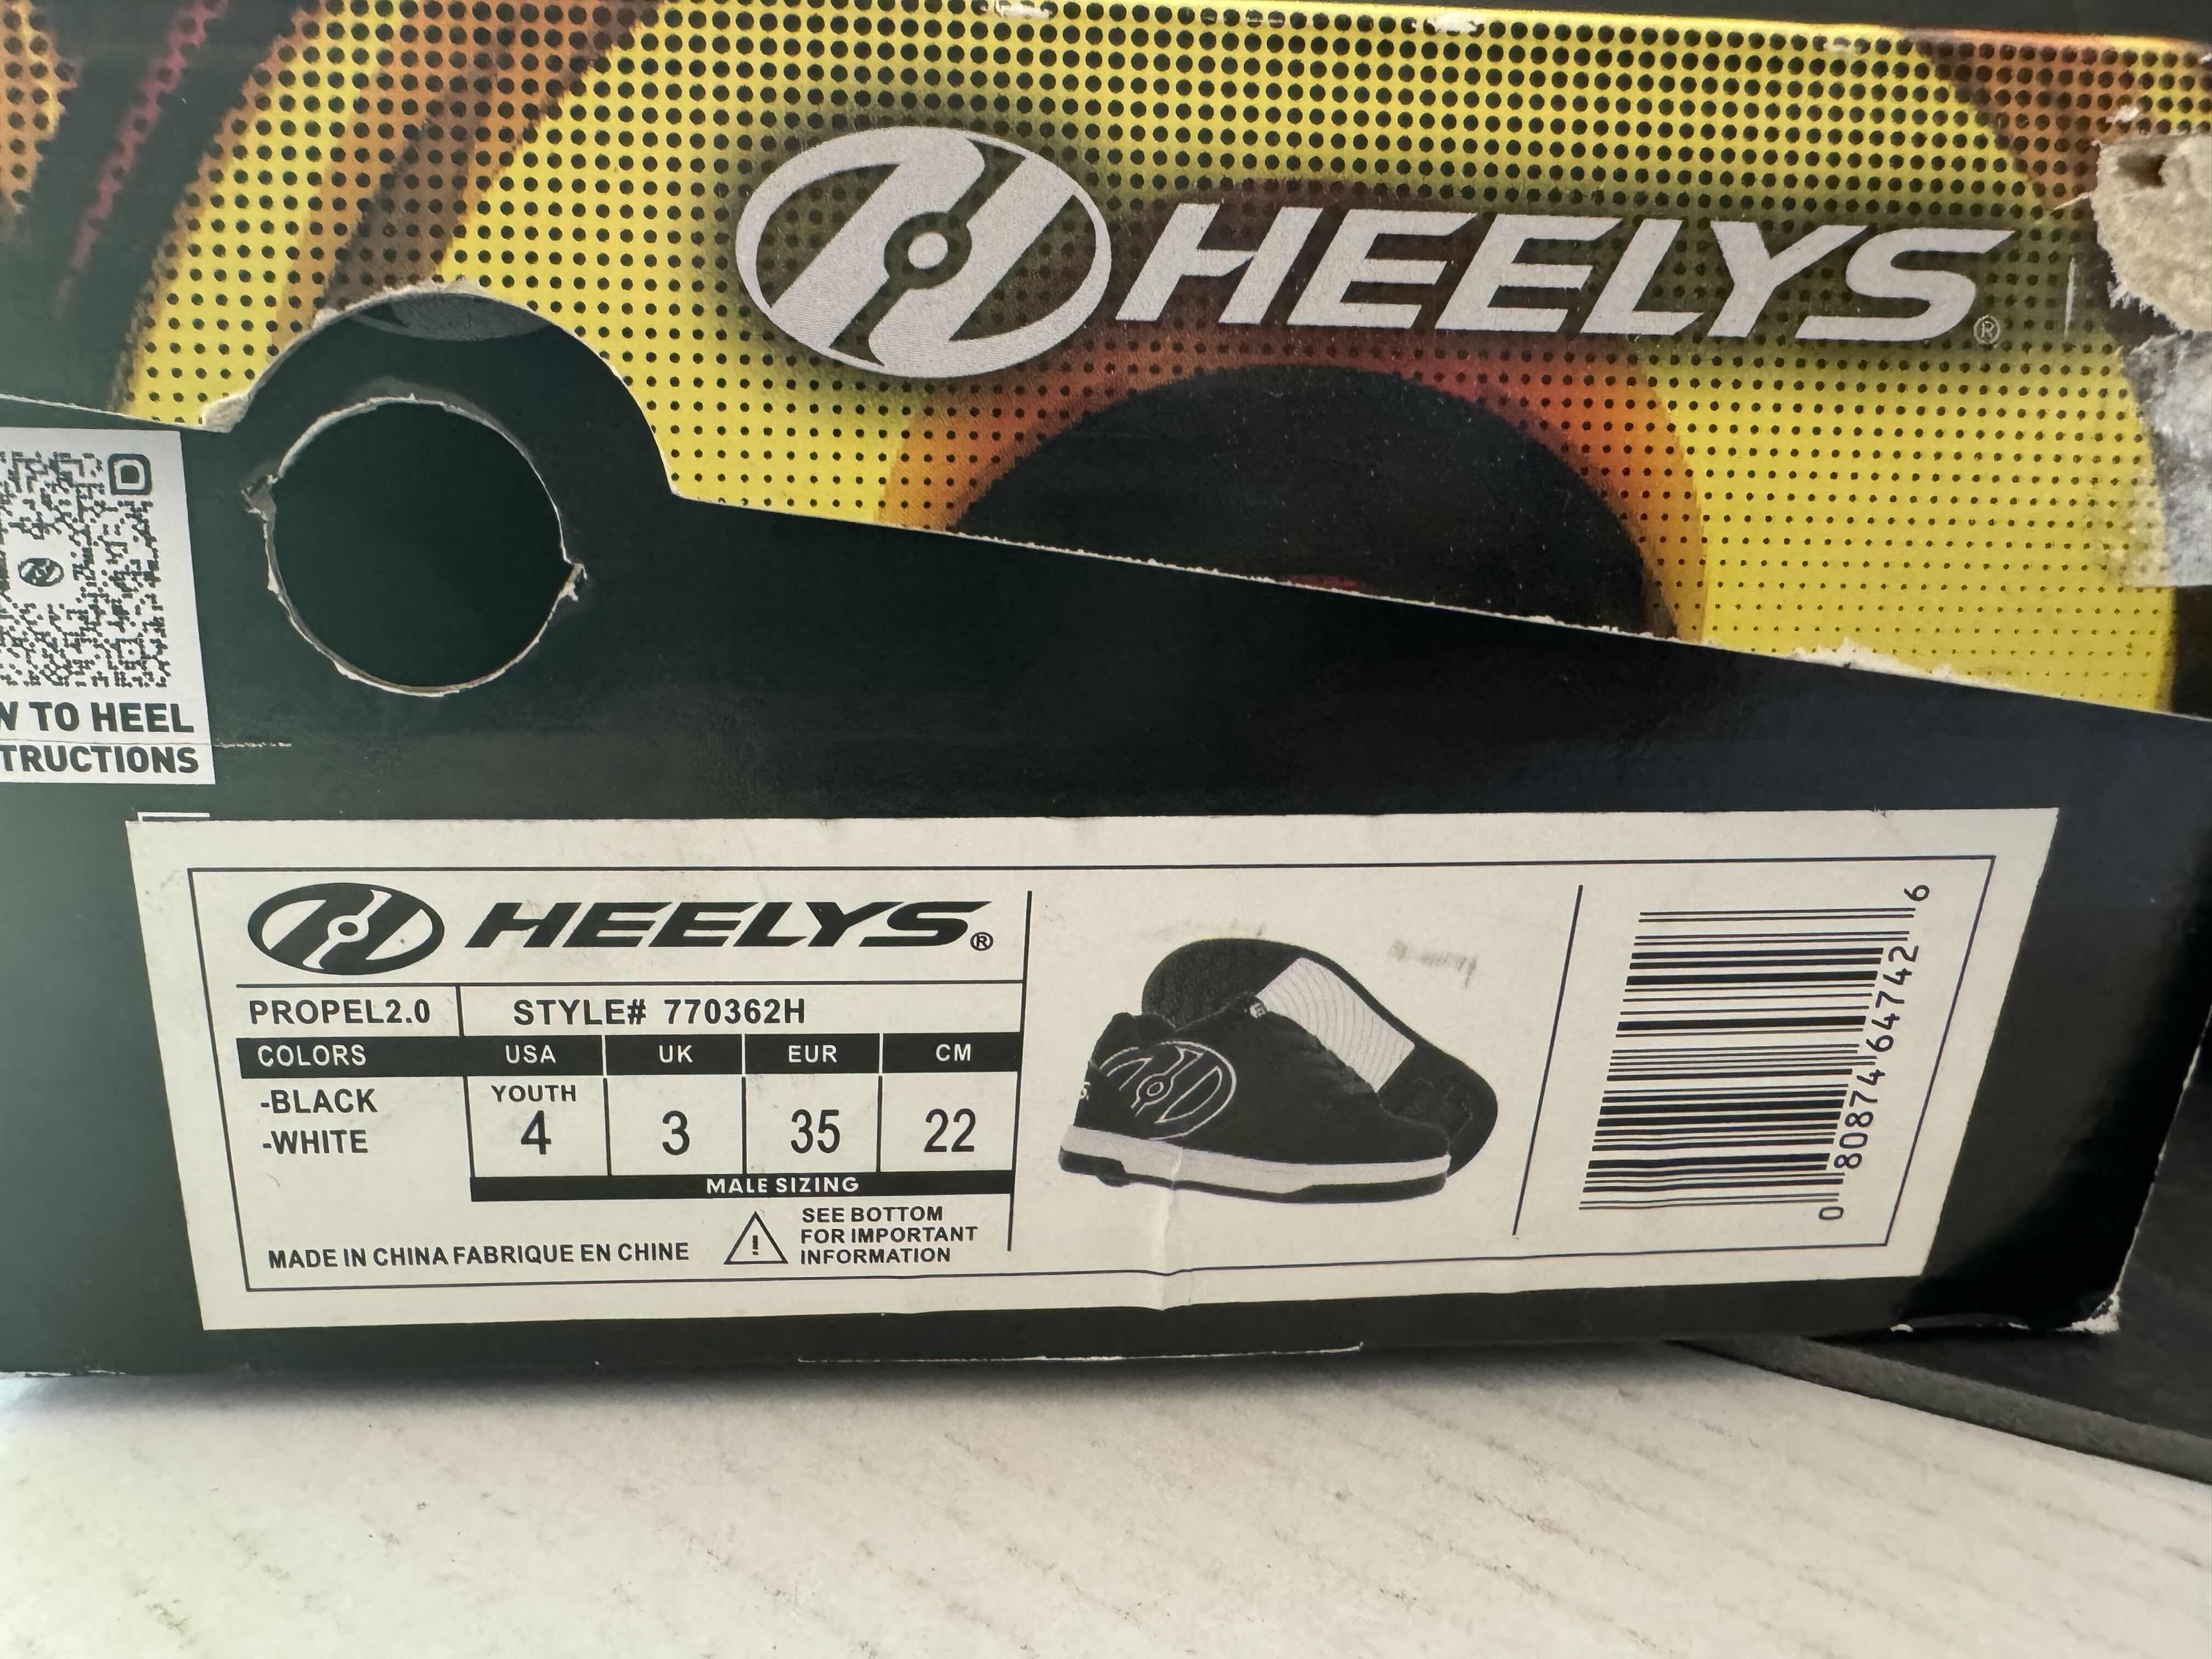 HEELYS®
TO HEEL
HEELYS®
PROPEL2.0 STYLE# 770362H
COLORS USA UK EUR CM
-BLACK
-WHITE
YOUTH
4 3 35 22
MALE SIZING
MADE IN CHINA FABRIQUE EN CHINE
SEE BOTTOM
FOR IMPORTANT
INFORMATION
0 80874 64742 6